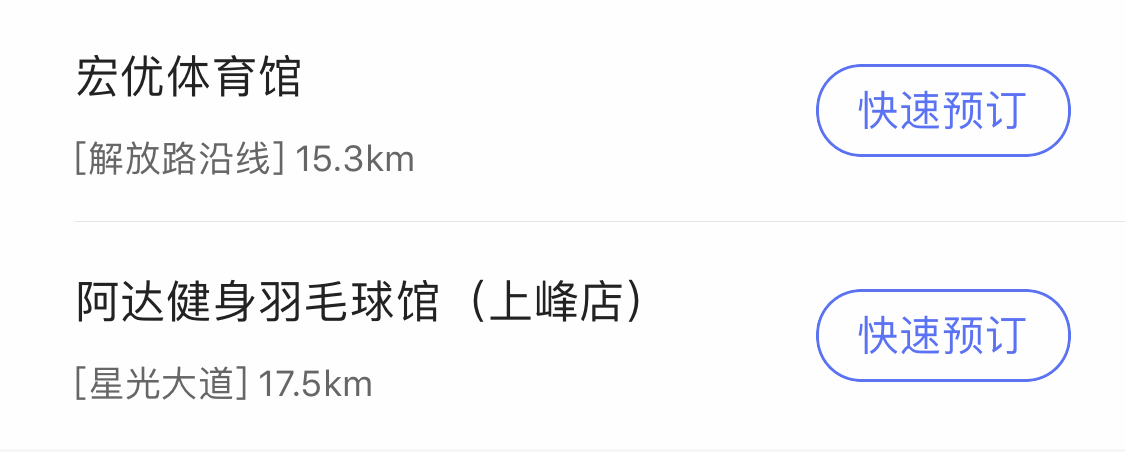 宏优体育馆
快速预订
[解放路沿线] 15.3km
阿达健身羽毛球馆（上峰店）
快速预订
[星光大道] 17.5km